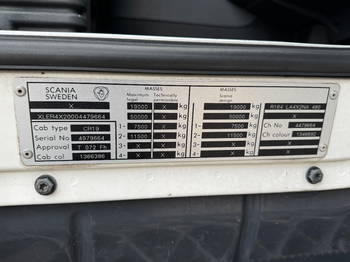 SCANIA
SWEDEN
X
XLER4X20004479664
Cab type CR19
Serial No 4979664
Approval T 072 Fh
Cab col 1366386
MASSES
Maximum legal Technically permissible
19000 X kg
50000 X kg
1- 7500 X kg
2- 11500 X kg
3- X X kg
4- X X kg
MASSES
Scania design
X 19000 kg
X 50000 kg
1- X 7500 kg
2- X 11500 kg
3- X X kg
4- X X kg
R164 LA4X2NA 480
X
Ch No 4479664
Ch colour
X
X